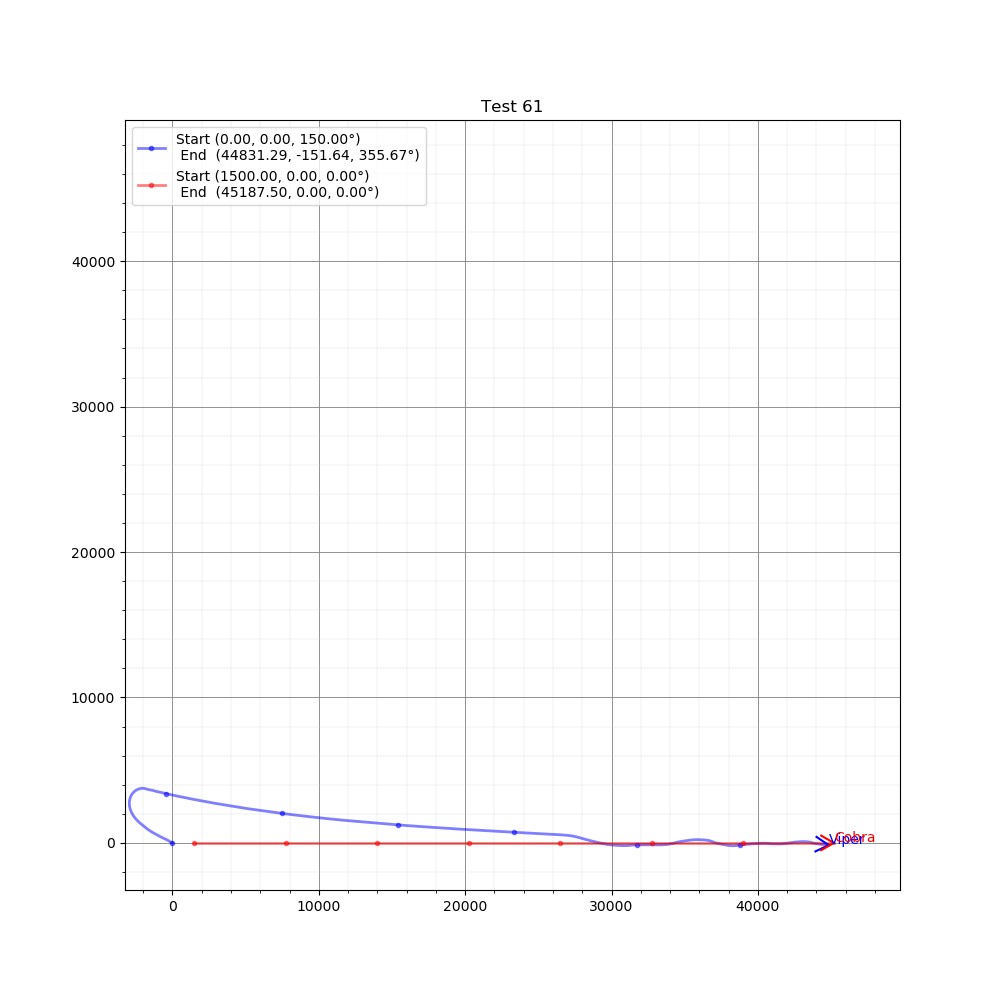 Test 61
Start (0.00, 0.00, 150.00°)
End  (44831.29, -151.64, 355.67°)
Start (1500.00, 0.00, 0.00°)
End  (45187.50, 0.00, 0.00°)
40000
30000
20000
10000
0
Cobra
Viper
0 10000 20000 30000 40000